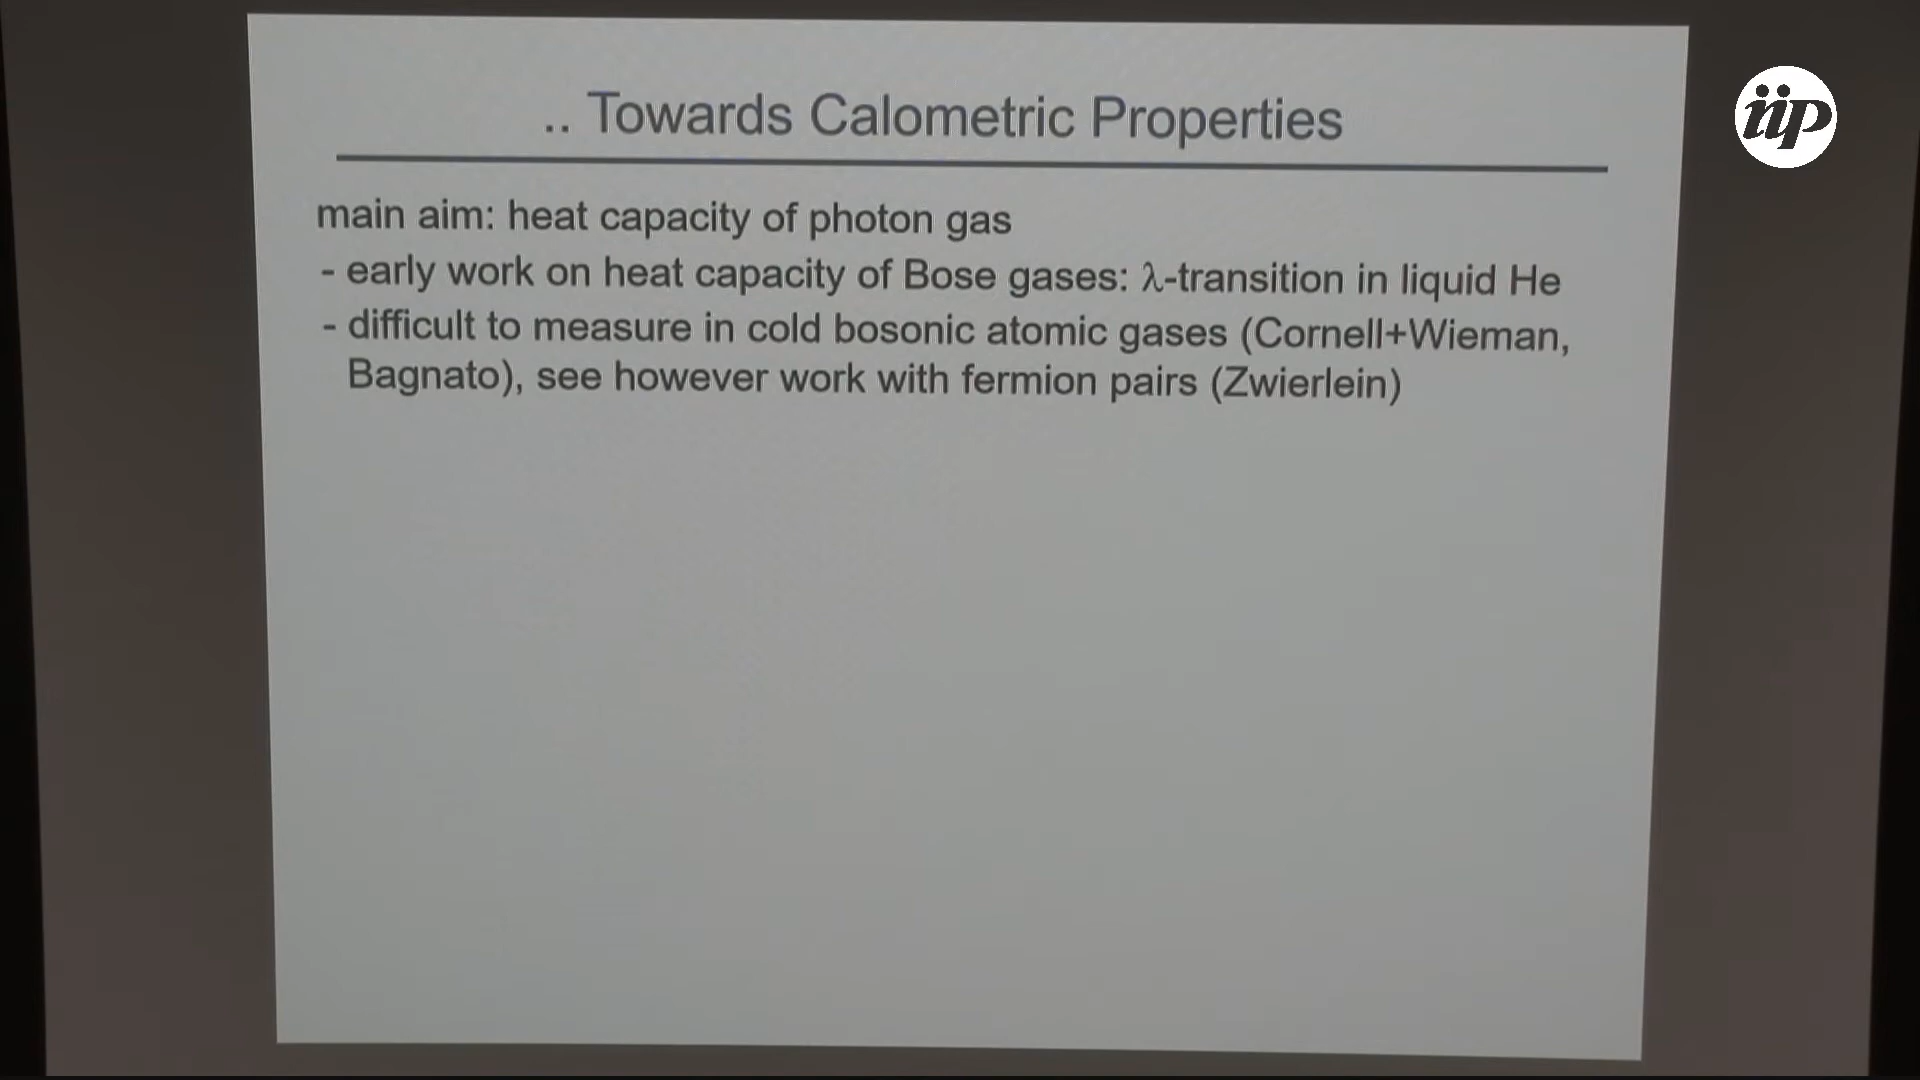 .. Towards Calometric Properties
iip
main aim: heat capacity of photon gas
- early work on heat capacity of Bose gases: λ-transition in liquid He
- difficult to measure in cold bosonic atomic gases (Cornell+Wieman,
Bagnato), see however work with fermion pairs (Zwierlein)